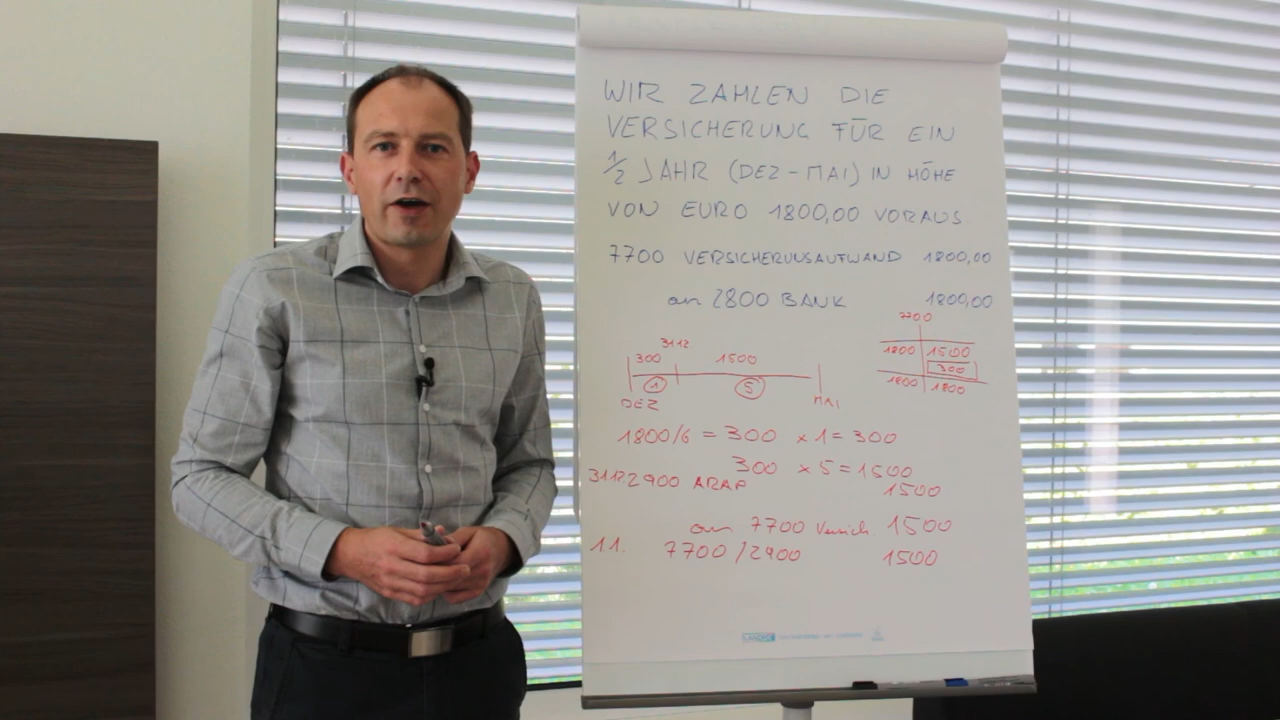 WIR ZAHLEN DIE
VERSICHERUNG FÜR EIN
1/2 JAHR (DEZ-MAI) IN HÖHE
VON EURO 1800,00 VORAUS
7700 VERSICHERUNSAUFWAND 1800,00
an 2800 BANK 1800,00
7700
1800 1500
300
1800 1800
3112
300 1500
1 5
DEZ MAI
1800/6 = 300 x 1 = 300
300 x 5 = 1500
3112 2900 ARAP 1500
an 7700 Versich. 1500
11. 7700/2900 1500